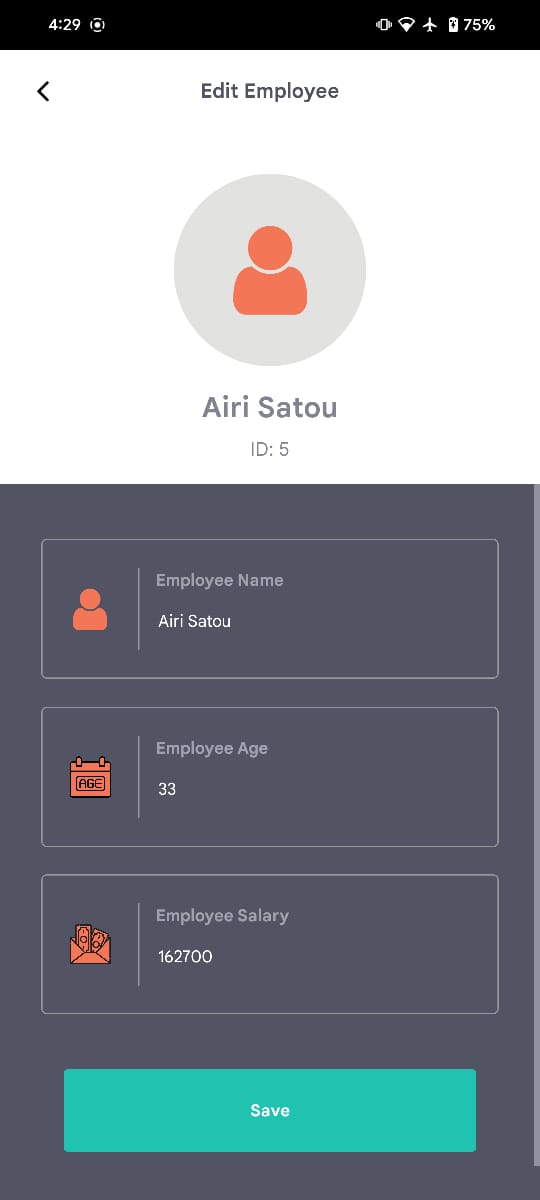 4:29
75%
Edit Employee
Airi Satou
ID: 5
Employee Name
Airi Satou
Employee Age
AGE
33
Employee Salary
162700
Save